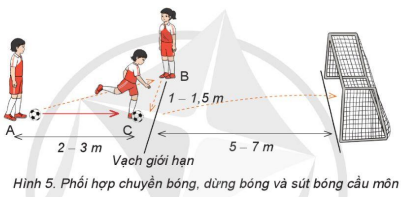 B
1 – 1,5 m
A
C
2 – 3 m
5 – 7 m
Vạch giới hạn
Hình 5. Phối hợp chuyền bóng, dừng bóng và sút bóng cầu môn